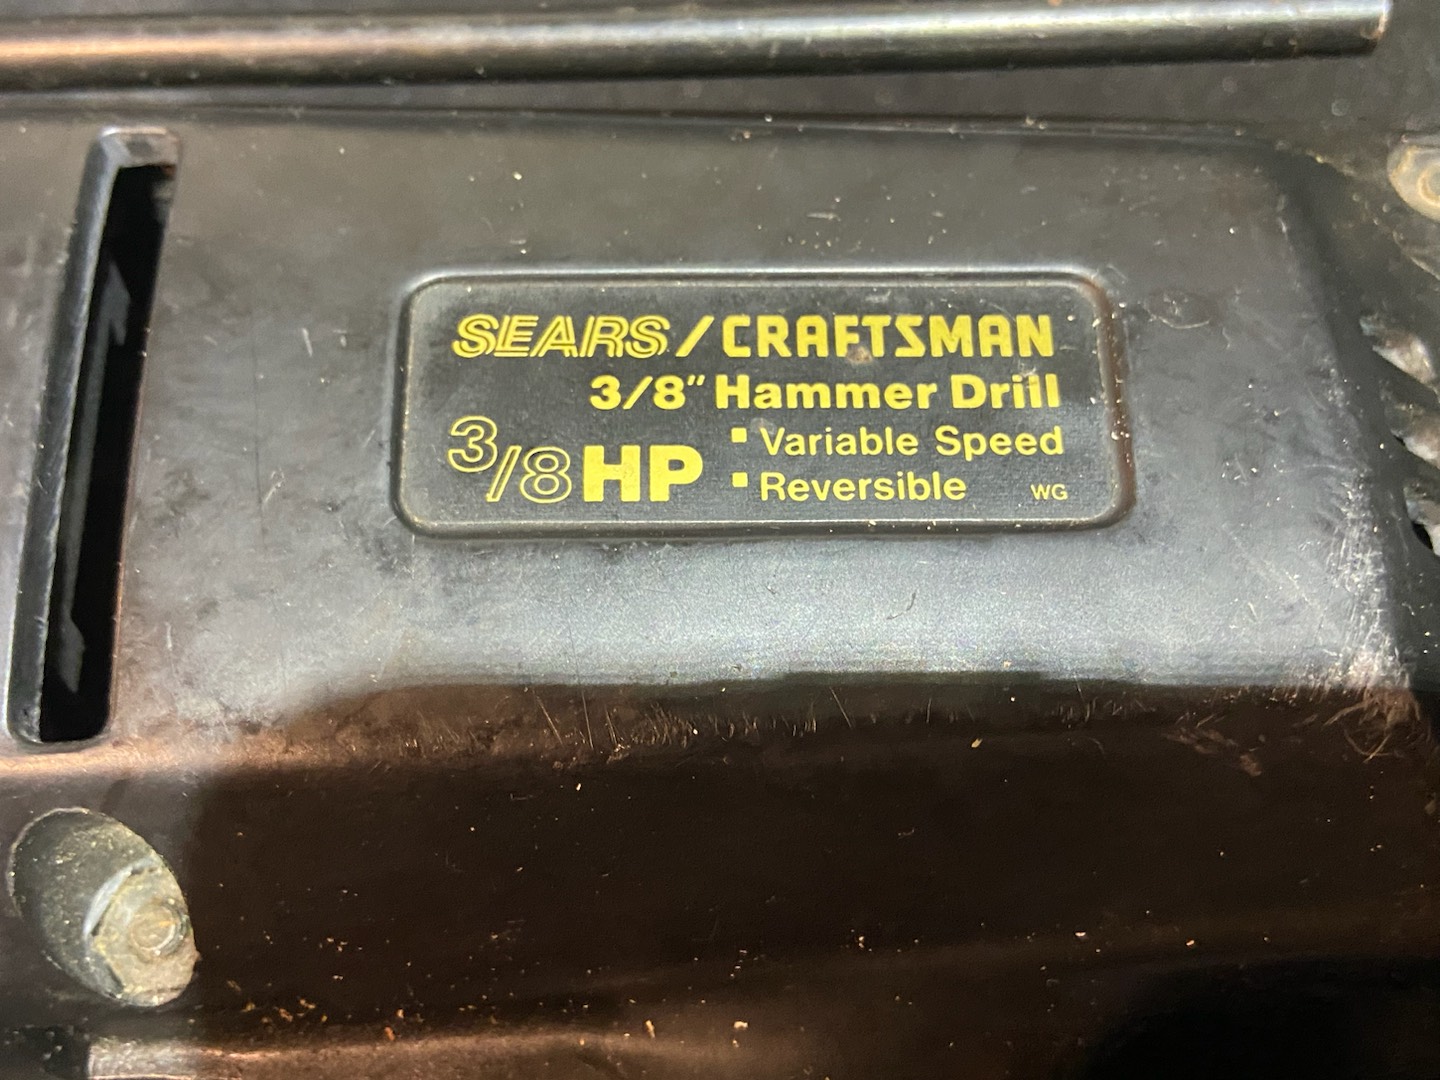 SEARS/CRAFTSMAN
3/8" Hammer Drill
3/8 HP
▪ Variable Speed
▪ Reversible
WG